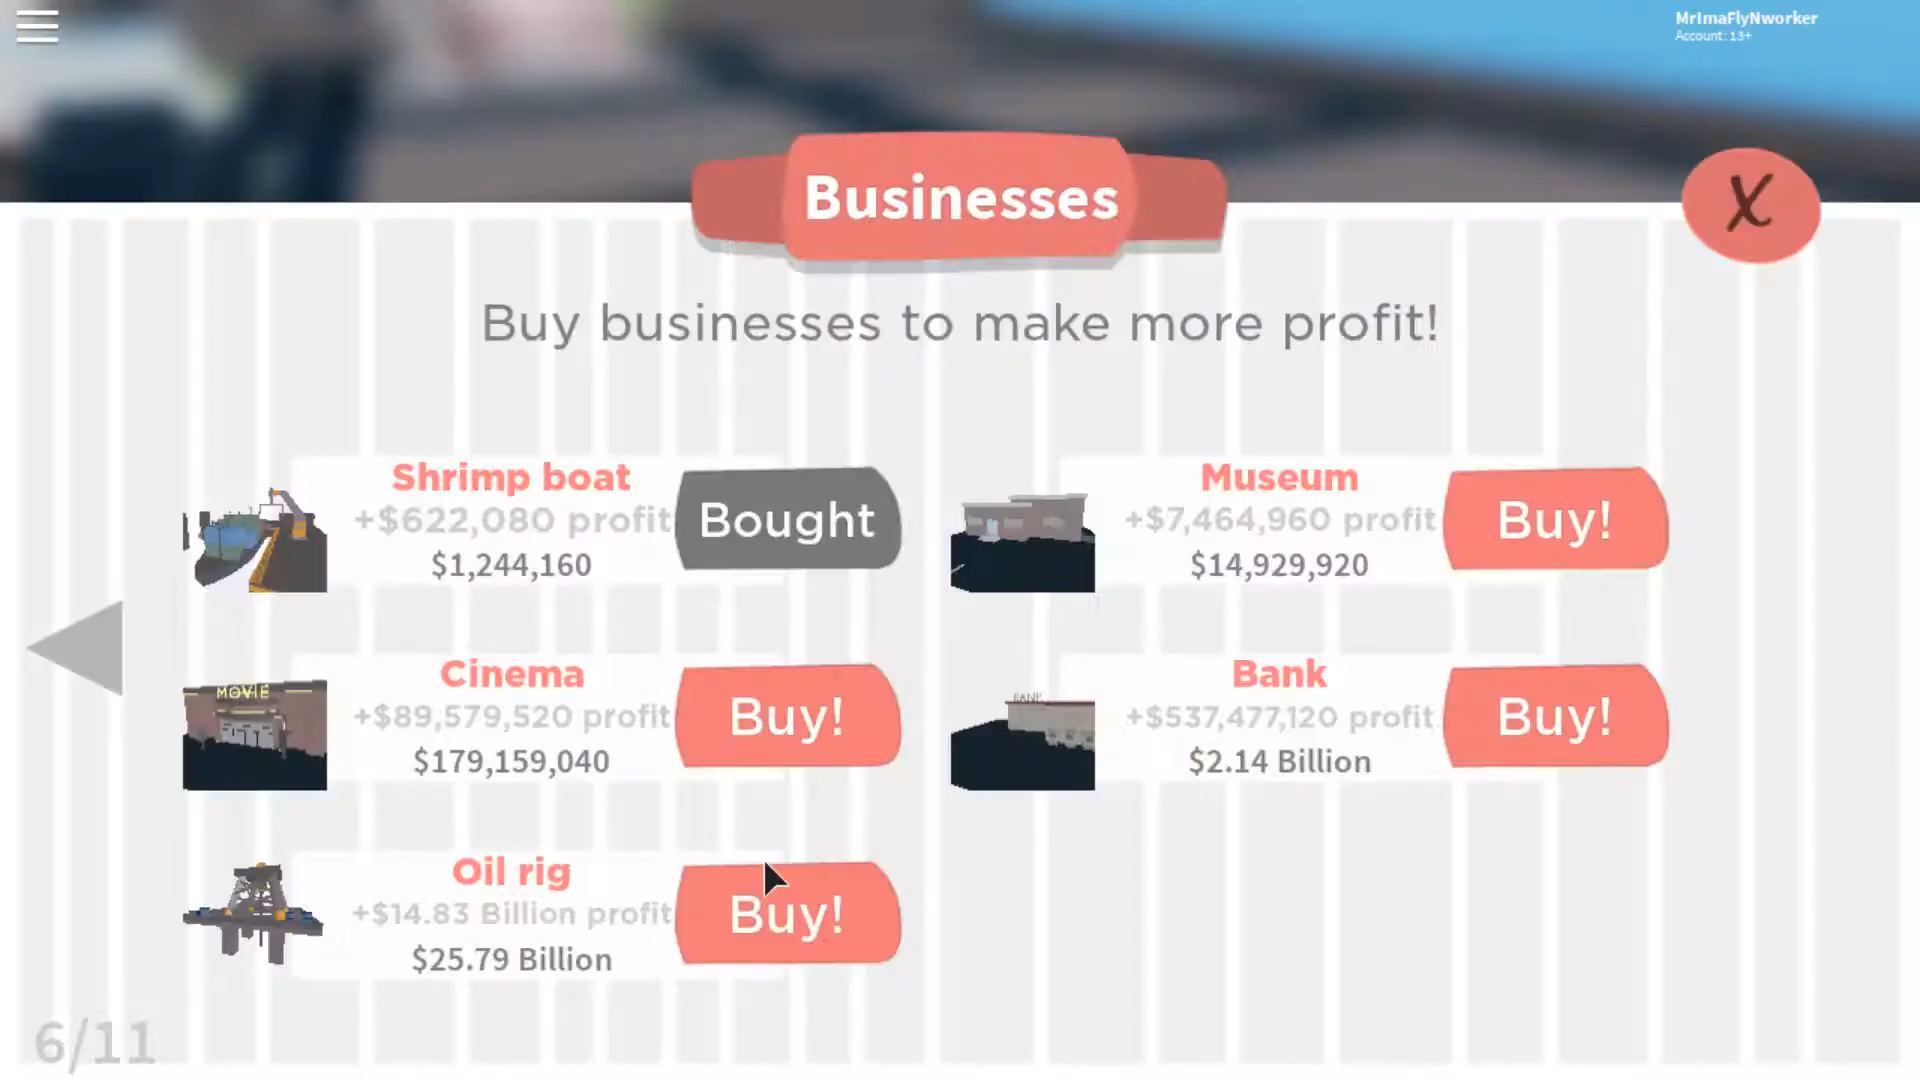 MrImaFlyNworker
Account: 13+
Businesses
X
Buy businesses to make more profit!
Shrimp boat
+$622,080 profit
$1,244,160
Bought
Museum
+$7,464,960 profit
$14,929,920
Buy!
MOVIE
Cinema
+$89,579,520 profit
$179,159,040
Buy!
BANK
Bank
+$537,477,120 profit
$2.14 Billion
Buy!
Oil rig
+$14.83 Billion profit
$25.79 Billion
Buy!
6/11